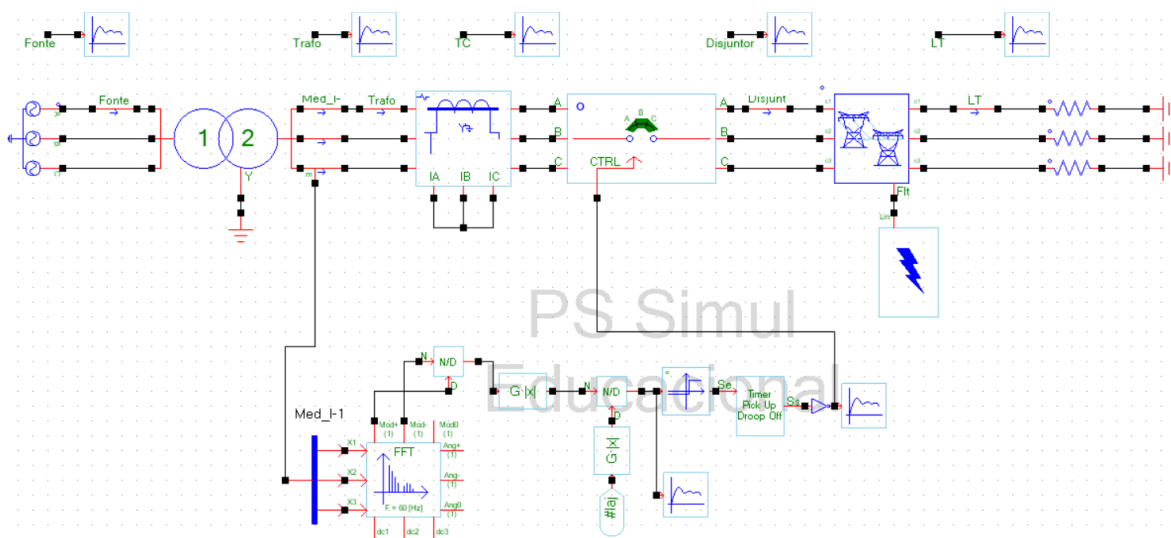 Fonte
Trafo
TC
Disjuntor
LT
Fonte
Med_I-
Trafo
A
A
Disjunt
LT
1
2
B
B
A B C
C
CTRL
C
Y
IA IB IC
Flt
Lin
PS Simul
Educacional
N
N/D
D
G·|x|
N
N/D
D
Se
Timer
Pick Up
Droop Off
Ss
G·|x|
#Iaj
Med_I-1
Mod+
(1)
Mod-
(1)
Mod0
(1)
X1
X2
X3
FFT
F = 60 [Hz]
Ang+
(1)
Ang-
(1)
Ang0
(1)
dc1
dc2
dc3